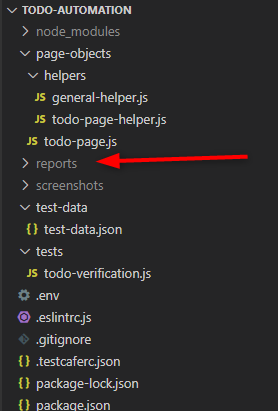 TODO-AUTOMATION
node_modules
page-objects
helpers
JS general-helper.js
JS todo-page-helper.js
JS todo-page.js
reports
screenshots
test-data
{ } test-data.json
tests
JS todo-verification.js
.env
.eslintrc.js
.gitignore
{ } .testcaferc.json
{ } package-lock.json
{ } package.json